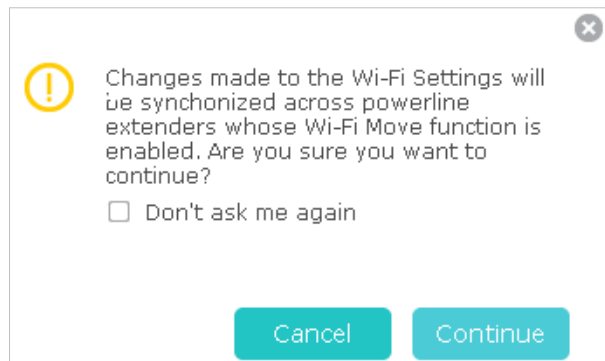 Changes made to the Wi-Fi Settings will
be synchonized across powerline
extenders whose Wi-Fi Move function is
enabled. Are you sure you want to
continue?
Don't ask me again
Cancel
Continue